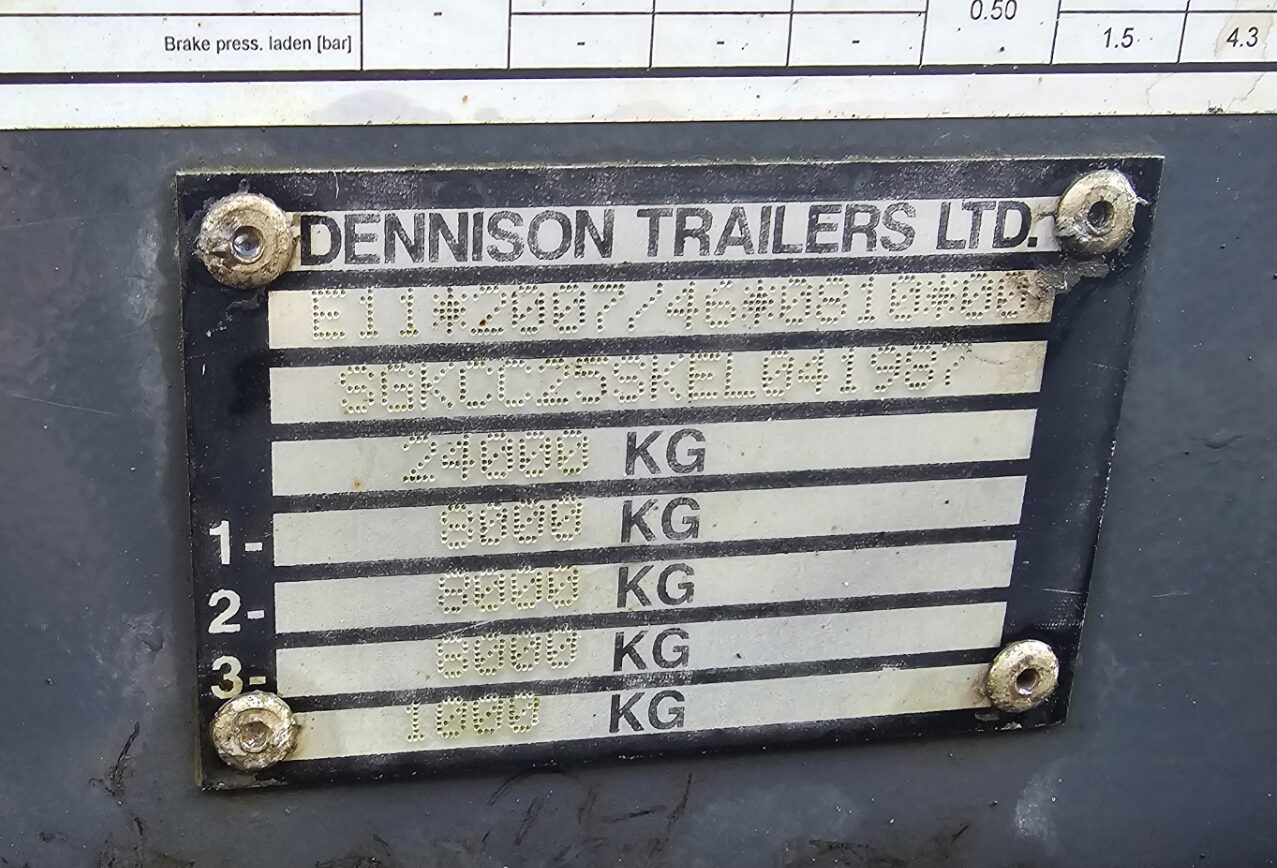 -
0.50
Brake press. laden [bar] - - - 1.5 4.3
DENNISON TRAILERS LTD.
E11*2007/46*0810*00
SGKCC25SKEL041987
24000 KG
1- 8000 KG
2- 8000 KG
3- 8000 KG
1000 KG